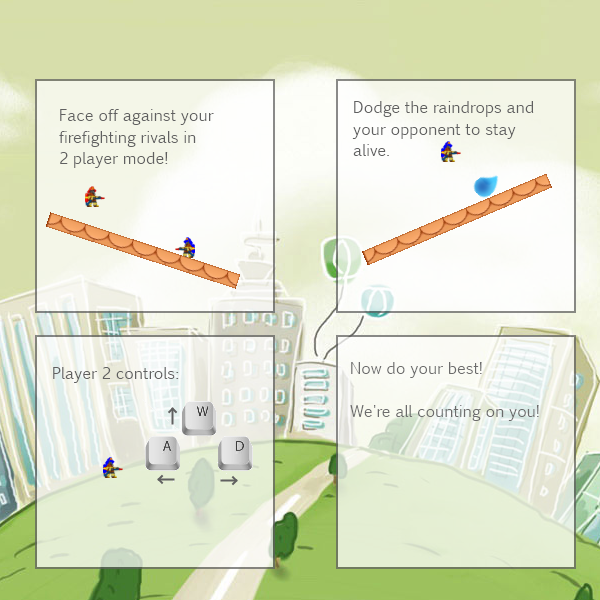 Face off against your
firefighting rivals in
2 player mode!
Dodge the raindrops and
your opponent to stay
alive.
Player 2 controls:
W
A
D
Now do your best!
We're all counting on you!